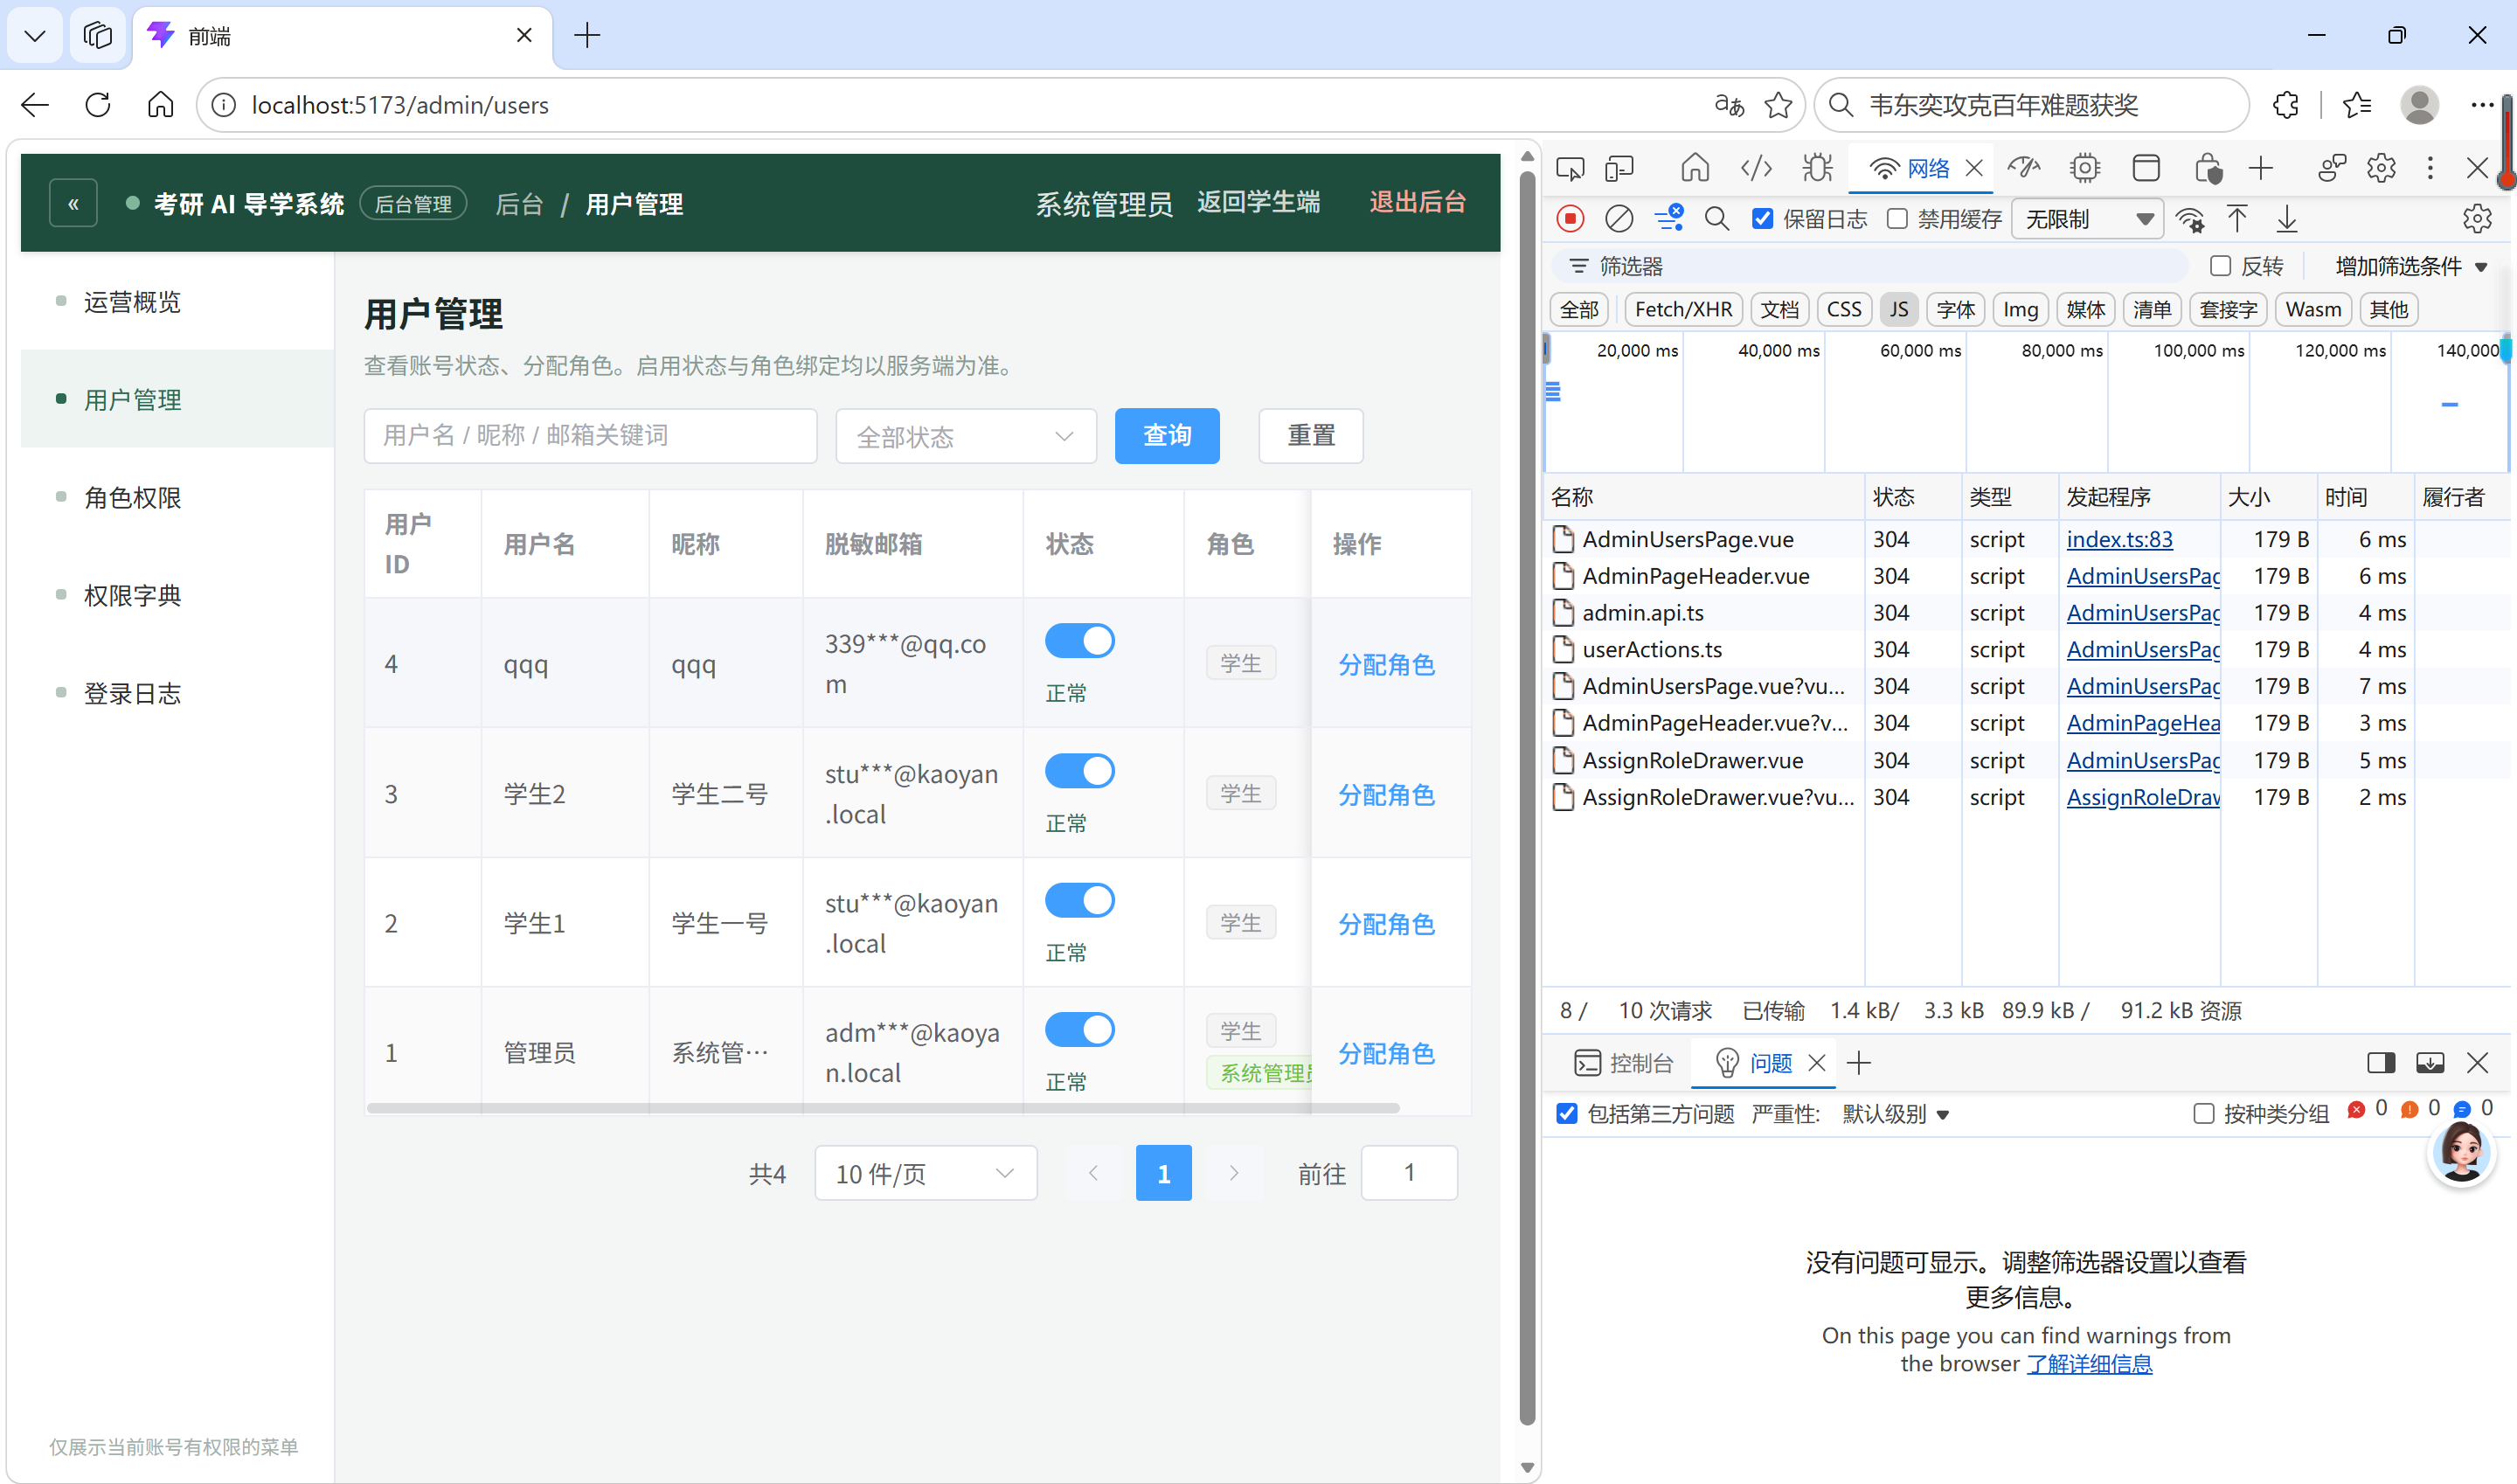 前端
localhost:5173/admin/users
韦东奕攻克百年难题获奖
«
考研 AI 导学系统
后台管理
后台 / 用户管理
系统管理员
返回学生端
退出后台
运营概览
用户管理
角色权限
权限字典
登录日志
仅展示当前账号有权限的菜单
用户管理
查看账号状态、分配角色。启用状态与角色绑定均以服务端为准。
用户名 / 昵称 / 邮箱关键词
全部状态
查询
重置
用户 ID 用户名 昵称 脱敏邮箱 状态 角色 操作
4 qqq qqq 339***@qq.com 正常 学生 分配角色
3 学生2 学生二号 stu***@kaoyan.local 正常 学生 分配角色
2 学生1 学生一号 stu***@kaoyan.local 正常 学生 分配角色
1 管理员 系统管… adm***@kaoyan.local 正常 学生 系统管理员 分配角色
共4 10 件/页 1 前往 1
网络
保留日志 禁用缓存 无限制
筛选器 反转 增加筛选条件
全部 Fetch/XHR 文档 CSS JS 字体 Img 媒体 清单 套接字 Wasm 其他
20,000 ms 40,000 ms 60,000 ms 80,000 ms 100,000 ms 120,000 ms 140,000
名称 状态 类型 发起程序 大小 时间 履行者
AdminUsersPage.vue 304 script index.ts:83 179 B 6 ms
AdminPageHeader.vue 304 script AdminUsersPag 179 B 6 ms
admin.api.ts 304 script AdminUsersPag 179 B 4 ms
userActions.ts 304 script AdminUsersPag 179 B 4 ms
AdminUsersPage.vue?vu... 304 script AdminUsersPag 179 B 7 ms
AdminPageHeader.vue?v... 304 script AdminPageHea 179 B 3 ms
AssignRoleDrawer.vue 304 script AdminUsersPag 179 B 5 ms
AssignRoleDrawer.vue?vu... 304 script AssignRoleDraw 179 B 2 ms
8 / 10 次请求 已传输 1.4 kB/ 3.3 kB 89.9 kB / 91.2 kB 资源
控制台 问题
包括第三方问题 严重性: 默认级别 按种类分组 0 0 0
没有问题可显示。调整筛选器设置以查看
更多信息。
On this page you can find warnings from
the browser 了解详细信息